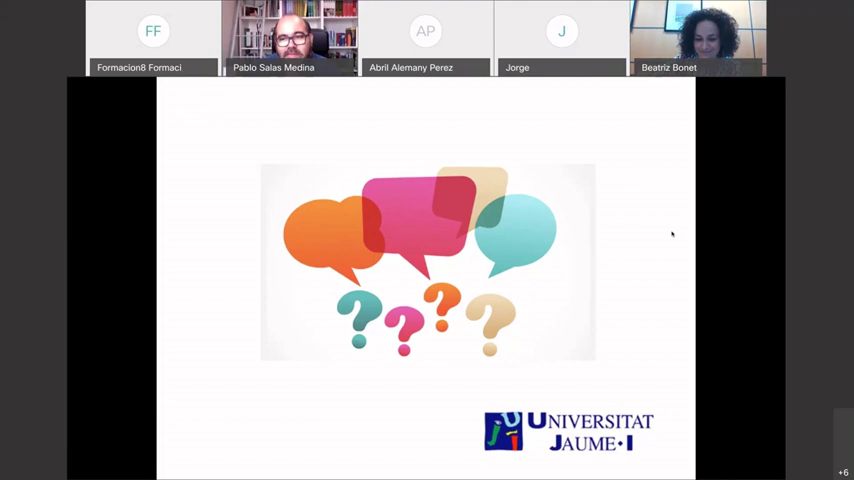 FF
AP
J
Formacion8 Formaci
Pablo Salas Medina
Abril Alemany Perez
Jorge
Beatriz Bonet
? ? ? ?
UNIVERSITAT
JAUME·I
+6